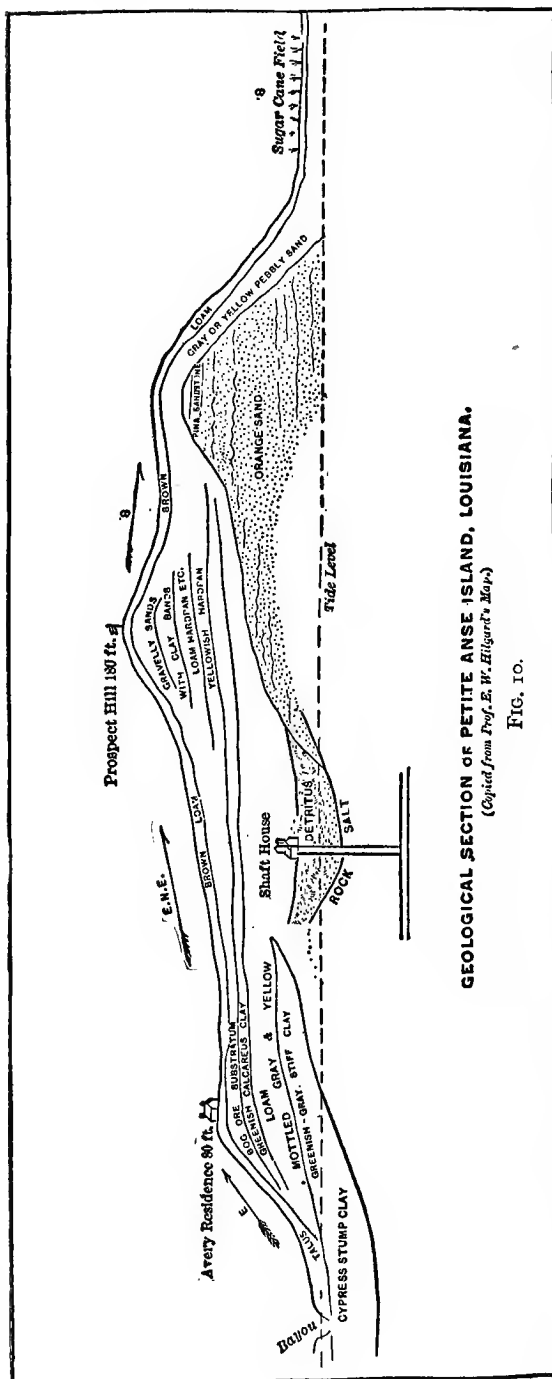 Avery Residence 80 ft.
Prospect Hill 180 ft.
E.
E.N.E.
S.
S.
Sugar Cane Field
BROWN
LOAM
BROWN
LOAM
GRAY OR YELLOW PEBBLY SAND
GRAVELLY SANDS
WITH CLAY BANDS
LOAM HARDPAN ETC.
YELLOWISH HARDPAN
ORANGE SAND
BOG ORE SUBSTRATUM
GREENISH CALCAREUS CLAY
LOAM GRAY & YELLOW
MOTTLED
GREENISH-GRAY STIFF CLAY
TALUS
Bayou
CYPRESS STUMP CLAY
Shaft House
DETRITUS
ROCK SALT
Tide Level
GEOLOGICAL SECTION OF PETITE ANSE ISLAND, LOUISIANA.
(Copied from Prof. E. W. Hilgard's Map.)
FIG. 10.